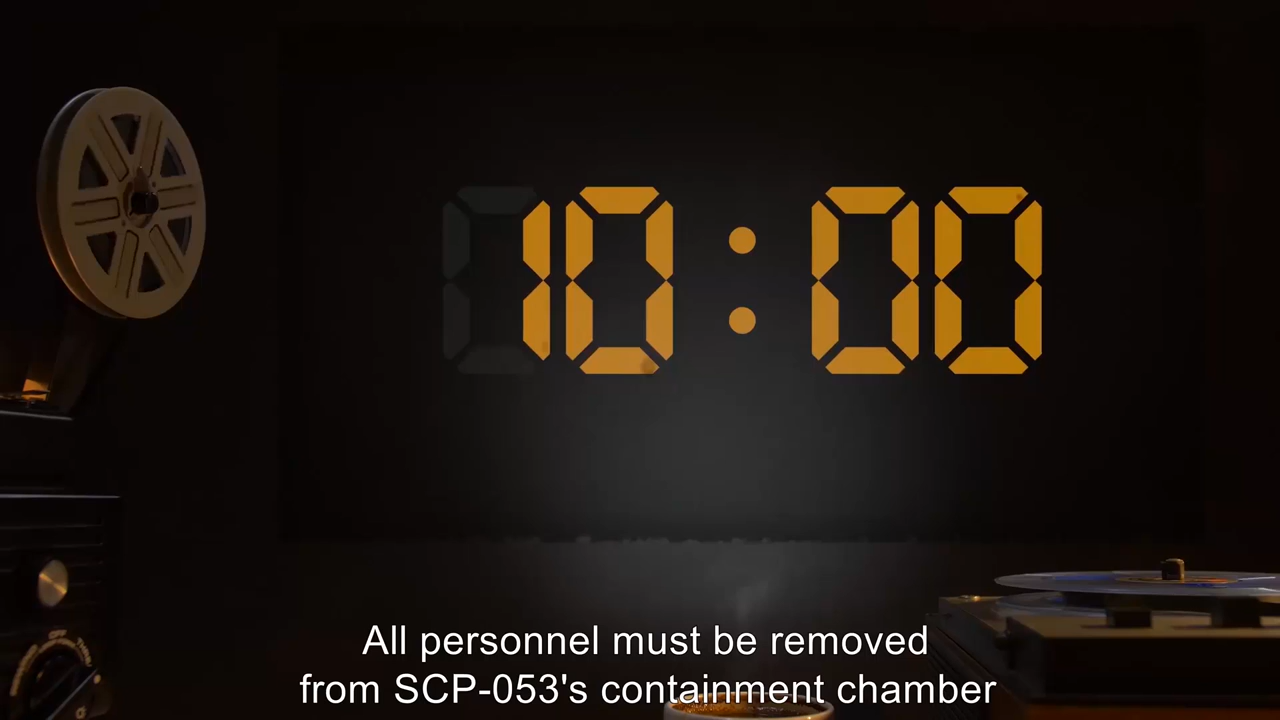 10:00
All personnel must be removed
from SCP-053's containment chamber